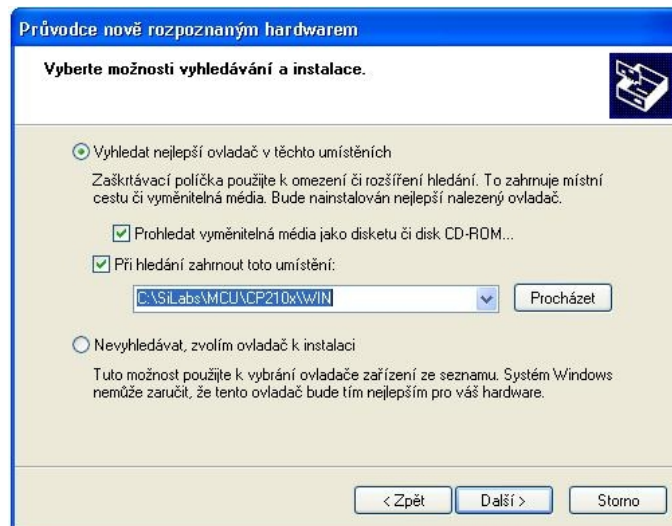 Průvodce nově rozpoznaným hardwarem
Vyberte možnosti vyhledávání a instalace.
Vyhledat nejlepší ovladač v těchto umístěních
Zaškrtávací políčka použijte k omezení či rozšíření hledání. To zahrnuje místní
cestu či vyměnitelná média. Bude nainstalován nejlepší nalezený ovladač.
Prohledat vyměnitelná média jako disketu či disk CD-ROM...
Při hledání zahrnout toto umístění:
C:\SiLabs\MCU\CP210x\WIN
Procházet
Nevyhledávat, zvolím ovladač k instalaci
Tuto možnost použijte k vybrání ovladače zařízení ze seznamu. Systém Windows
nemůže zaručit, že tento ovladač bude tím nejlepším pro váš hardware.
< Zpět Další > Storno